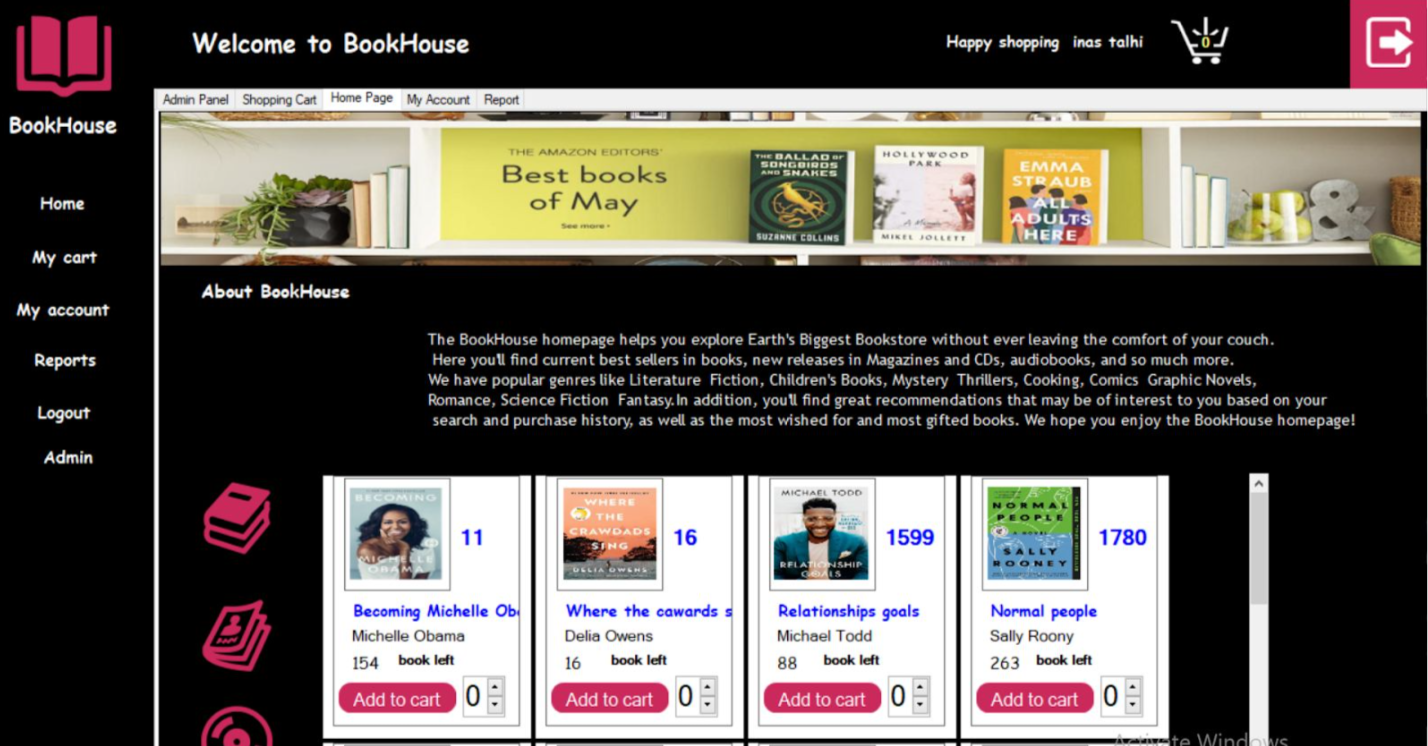 Welcome to BookHouse
Happy shopping inas talhi
0
BookHouse
Home
My cart
My account
Reports
Logout
Admin
Admin Panel
Shopping Cart
Home Page
My Account
Report
THE AMAZON EDITORS'
Best books
of May
See more ›
THE BALLAD OF
SONGBIRDS
AND SNAKES
SUZANNE COLLINS
HOLLYWOOD
PARK
A Memoir
MIKEL JOLLETT
EMMA
STRAUB
ALL
ADULTS
HERE
&
About BookHouse
The BookHouse homepage helps you explore Earth's Biggest Bookstore without ever leaving the comfort of your couch.
Here you'll find current best sellers in books, new releases in Magazines and CDs, audiobooks, and so much more.
We have popular genres like Literature Fiction, Children's Books, Mystery Thrillers, Cooking, Comics Graphic Novels,
Romance, Science Fiction Fantasy.In addition, you'll find great recommendations that may be of interest to you based on your
search and purchase history, as well as the most wished for and most gifted books. We hope you enjoy the BookHouse homepage!
BECOMING
MICHELLE
OBAMA
11
Becoming Michelle Ob
Michelle Obama
154 book left
Add to cart 0
WHERE
THE
CRAWDADS
SING
DELIA OWENS
16
Where the cawards s
Delia Owens
16 book left
Add to cart 0
MICHAEL TODD
RELATIONSHIP
GOALS
1599
Relationships goals
Michael Todd
88 book left
Add to cart 0
NORMAL
PEOPLE
A NOVEL
SALLY
ROONEY
1780
Normal people
Sally Roony
263 book left
Add to cart 0
Activate Windows